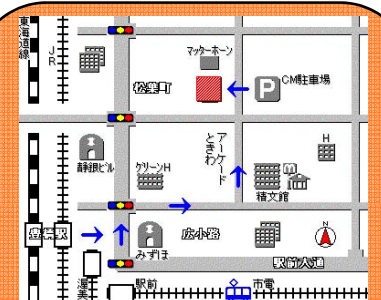 東海道線
JR
マッターホーン
松葉町
P
CM駐車場
静銀ビル
グリーンH
アーケード
ときわ
H
精文館
豊橋駅
みずほ
広小路
駅前大通
渥美
駅前
市電